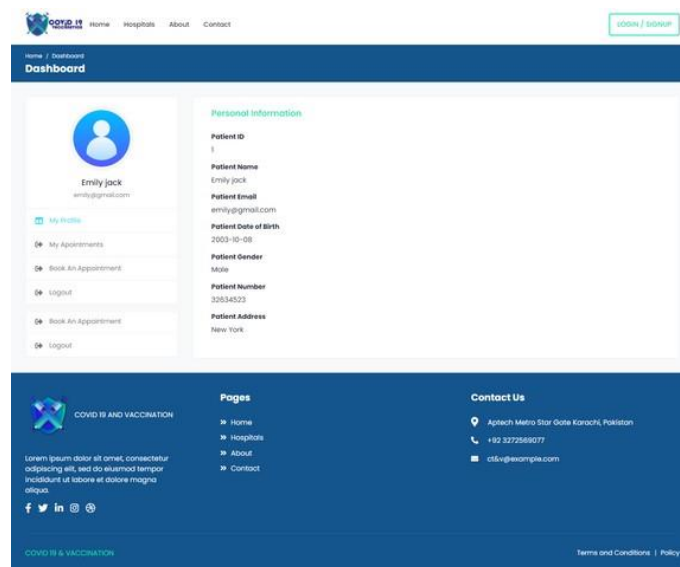 COVID 19
VACCINATION
Home
Hospitals
About
Contact
LOGIN / SIGNUP
Home / Dashboard
Dashboard
Emily jack
emily@gmail.com
My Profile
My Apointments
Book An Appointment
Logout
Book An Appointment
Logout
Personal Information
Patient ID
1
Patient Name
Emily jack
Patient Email
emily@gmail.com
Patient Date of Birth
2003-10-08
Patient Gender
Male
Patient Number
32634523
Patient Address
New York
COVID 19 AND VACCINATION
Lorem ipsum dolor sit amet, consectetur
adipiscing elit, sed do eiusmod tempor
incididunt ut labore et dolore magna
aliqua.
Pages
Home
Hospitals
About
Contact
Contact Us
Aptech Metro Star Gate Karachi, Pakistan
+92 3272569077
ct&v@example.com
COVID 19 & VACCINATION
Terms and Conditions | Policy